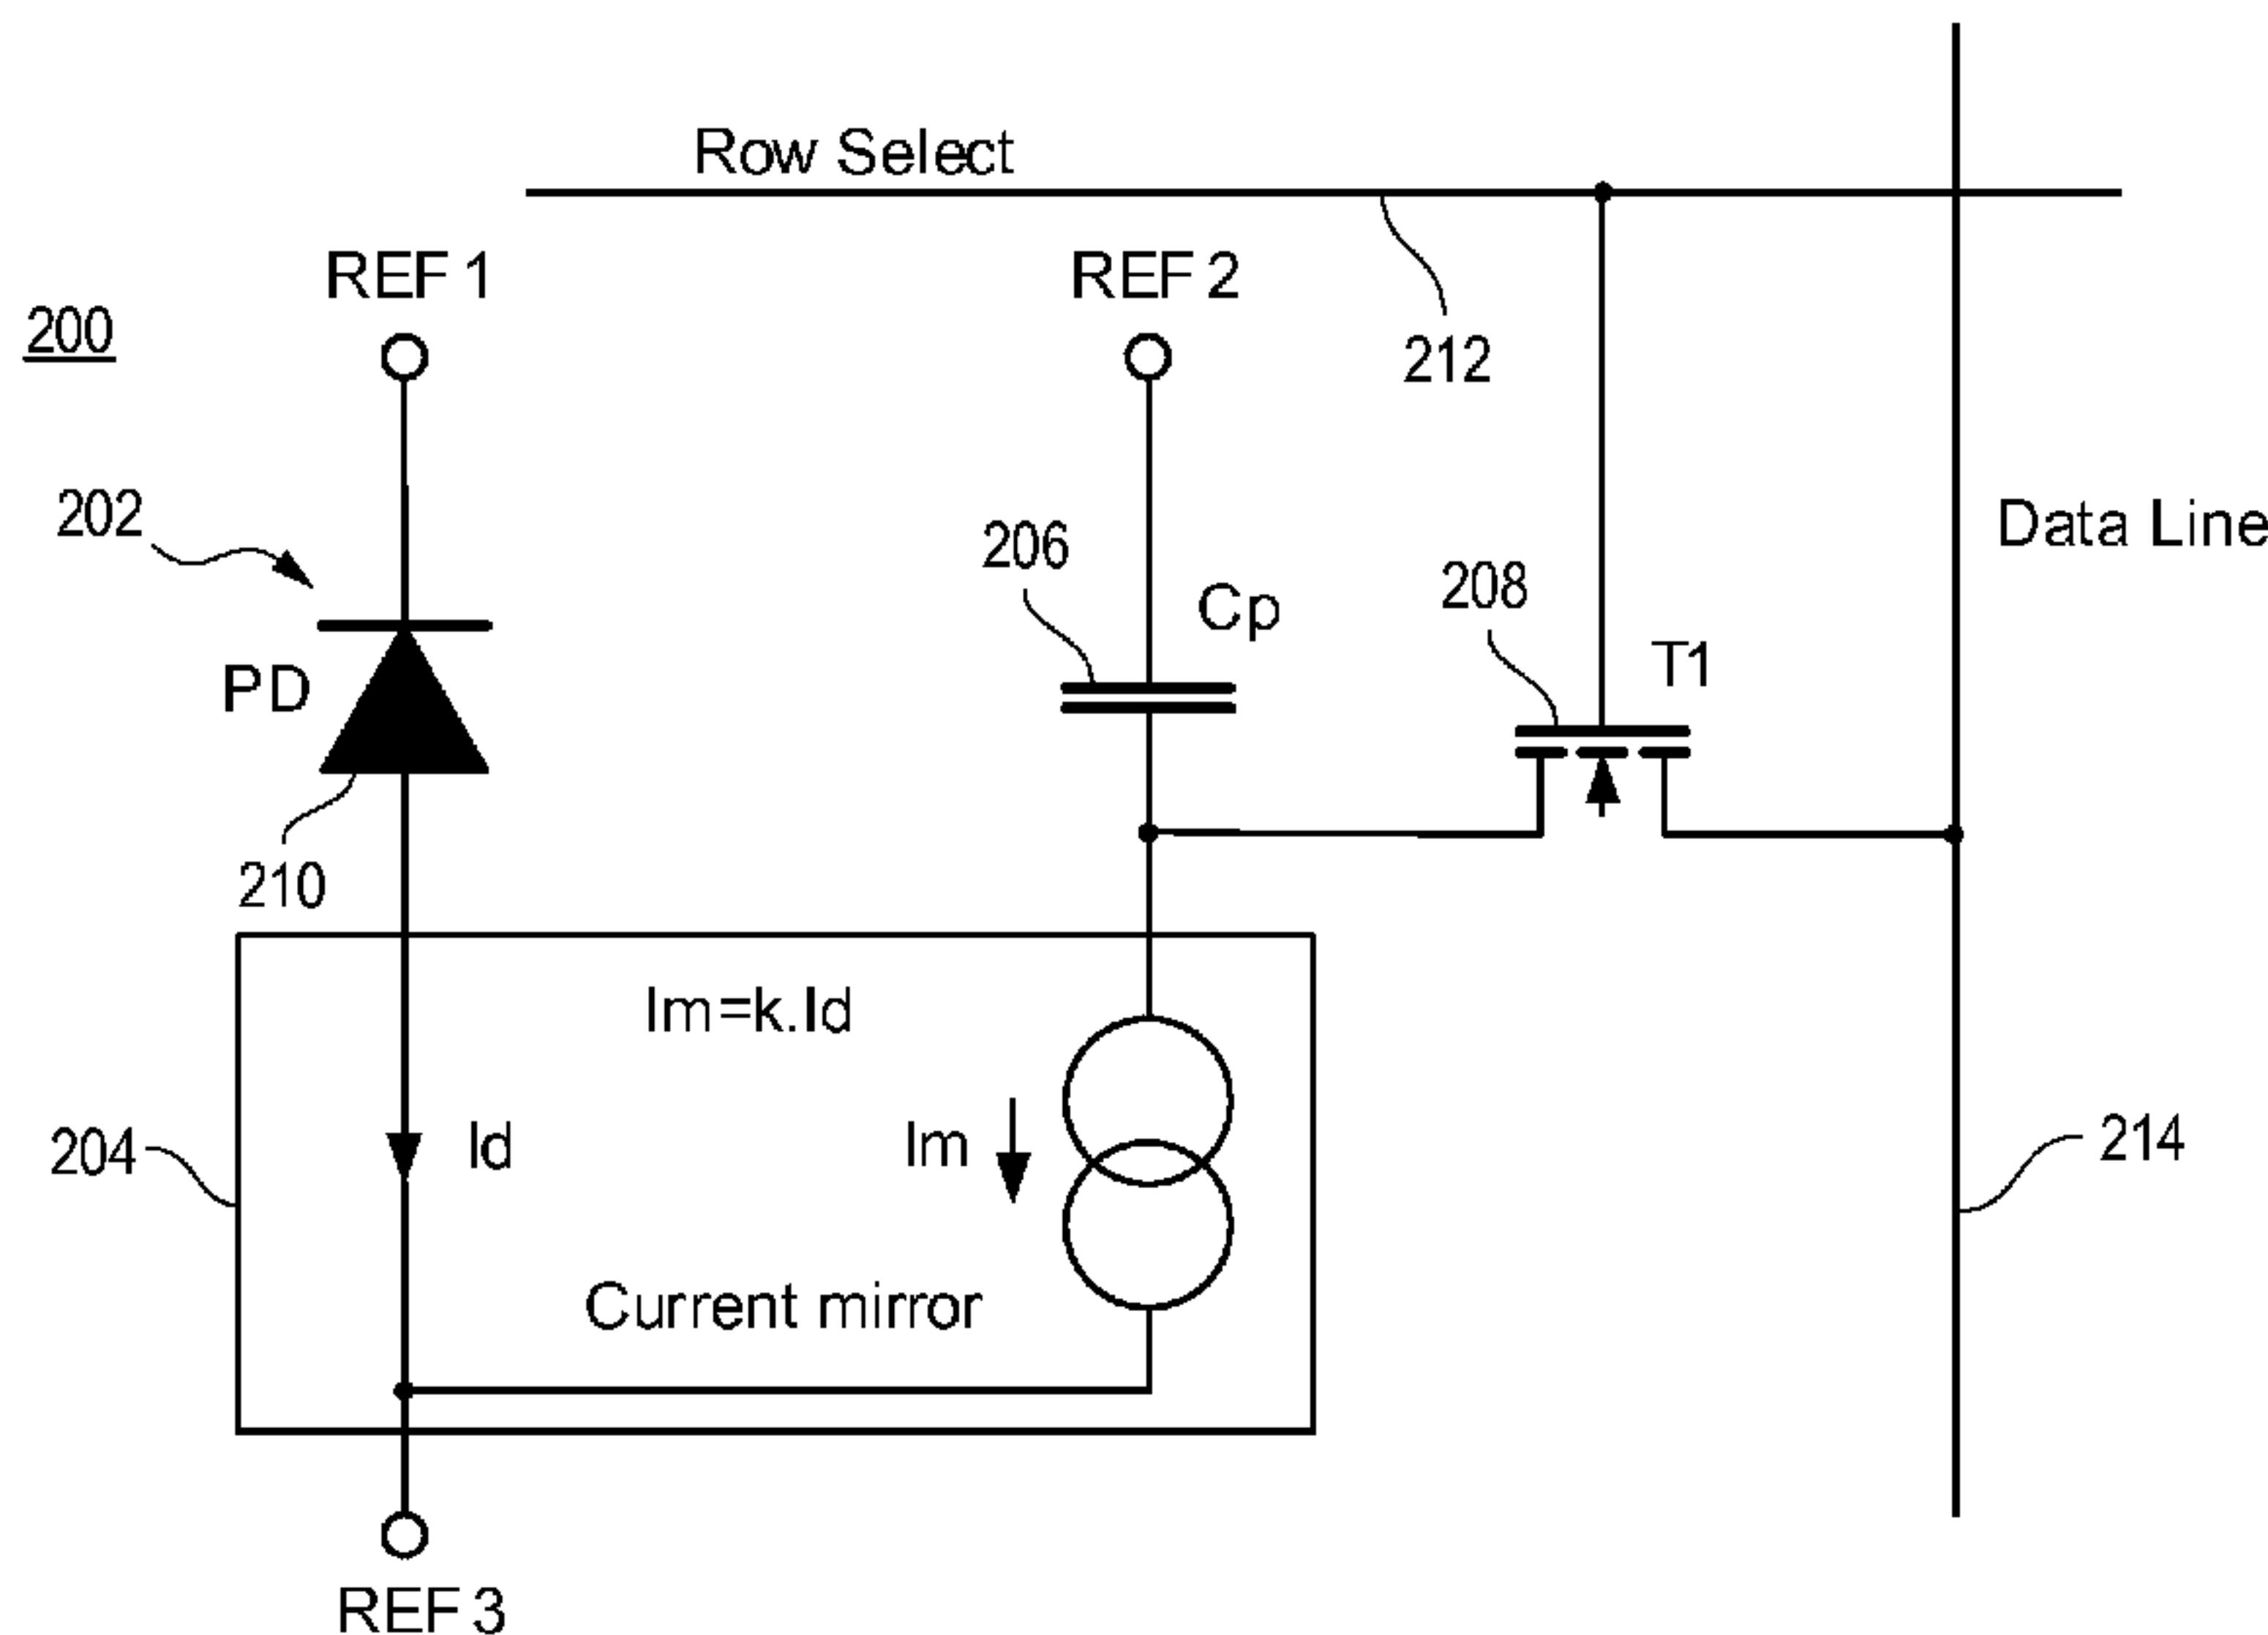 Row Select
REF 1
REF 2
200
212
202
206
Data Line
Cp
208
T1
PD
210
Im=k.Id
204
Id
Im
214
Current mirror
REF 3